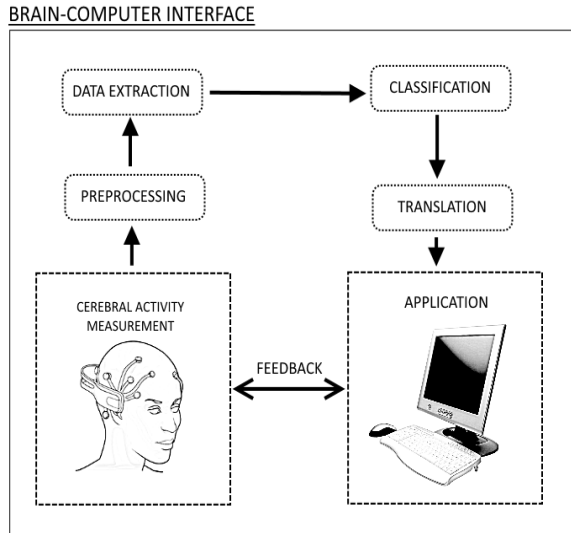 BRAIN-COMPUTER INTERFACE
DATA EXTRACTION
CLASSIFICATION
PREPROCESSING
TRANSLATION
CEREBRAL ACTIVITY
MEASUREMENT
APPLICATION
FEEDBACK